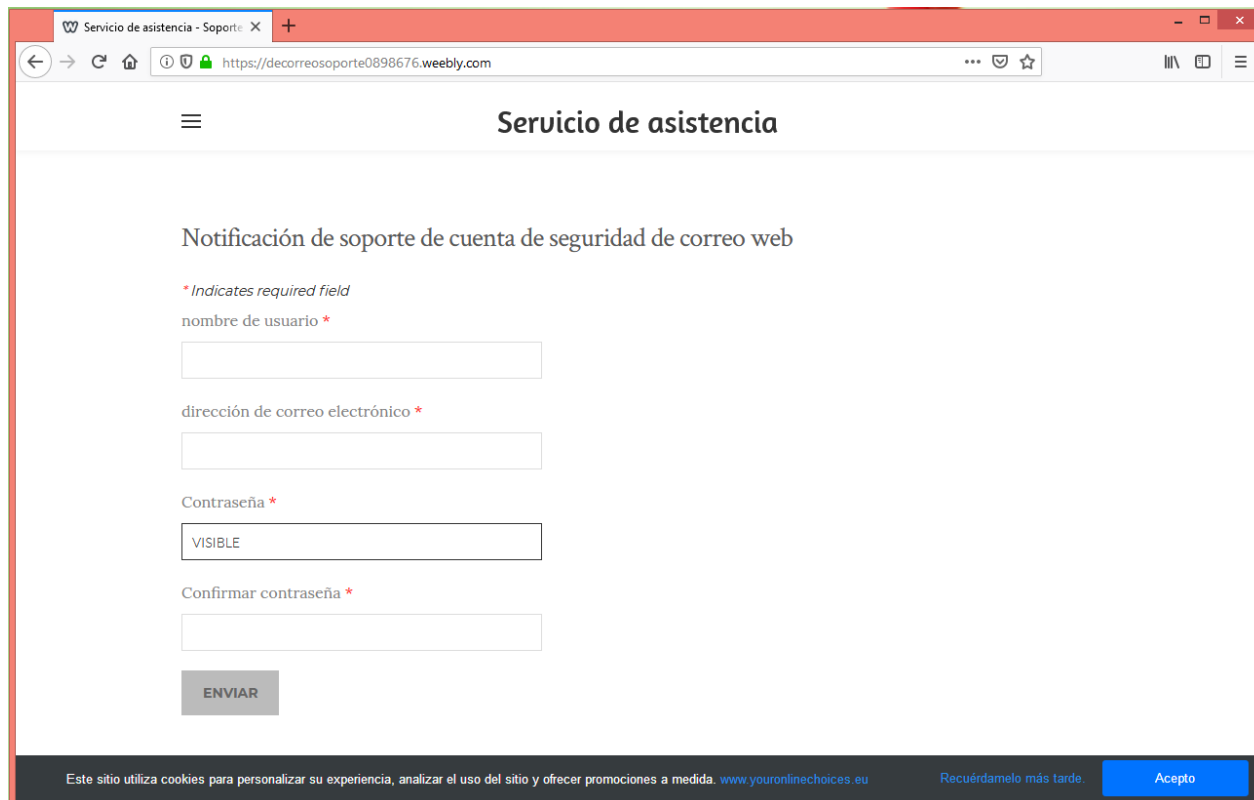 Servicio de asistencia - Soporte
https://decorreosoporte0898676.weebly.com
Servicio de asistencia
Notificación de soporte de cuenta de seguridad de correo web
* Indicates required field
nombre de usuario *
dirección de correo electrónico *
Contraseña *
VISIBLE
Confirmar contraseña *
ENVIAR
Este sitio utiliza cookies para personalizar su experiencia, analizar el uso del sitio y ofrecer promociones a medida. www.youronlinechoices.eu Recuérdamelo más tarde. Acepto